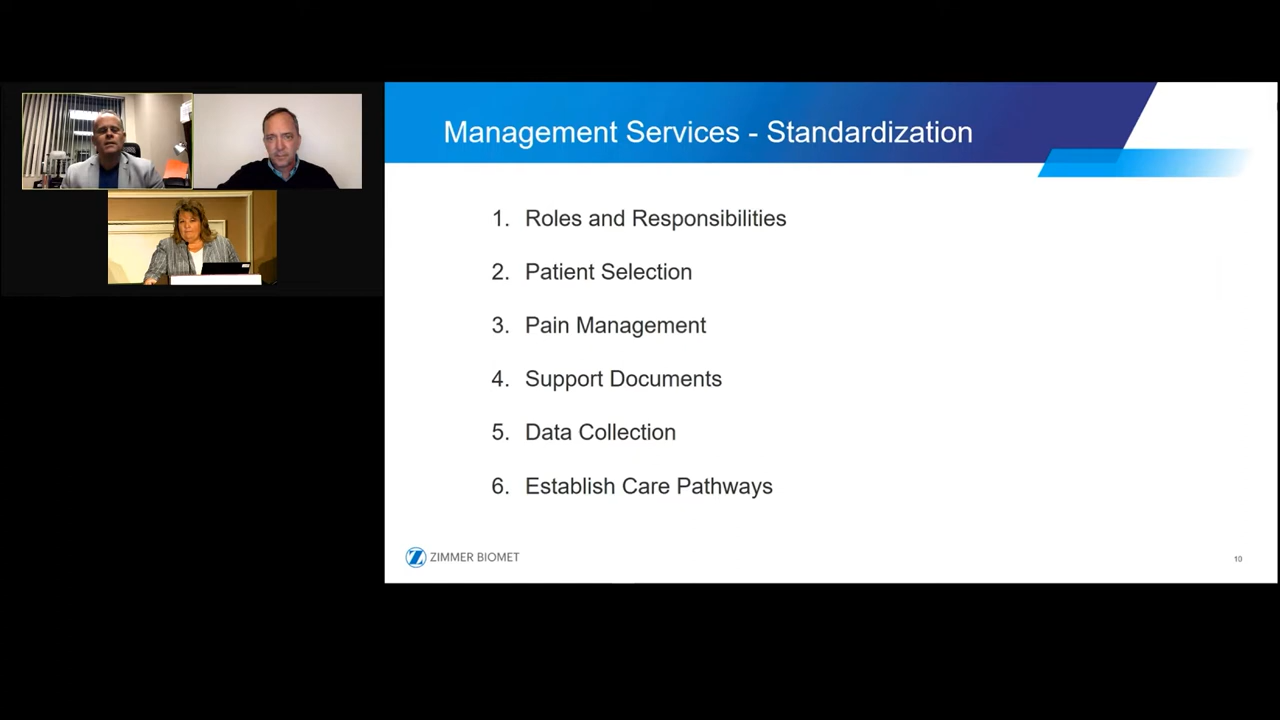 Management Services - Standardization
1. Roles and Responsibilities
2. Patient Selection
3. Pain Management
4. Support Documents
5. Data Collection
6. Establish Care Pathways
ZIMMER BIOMET
10